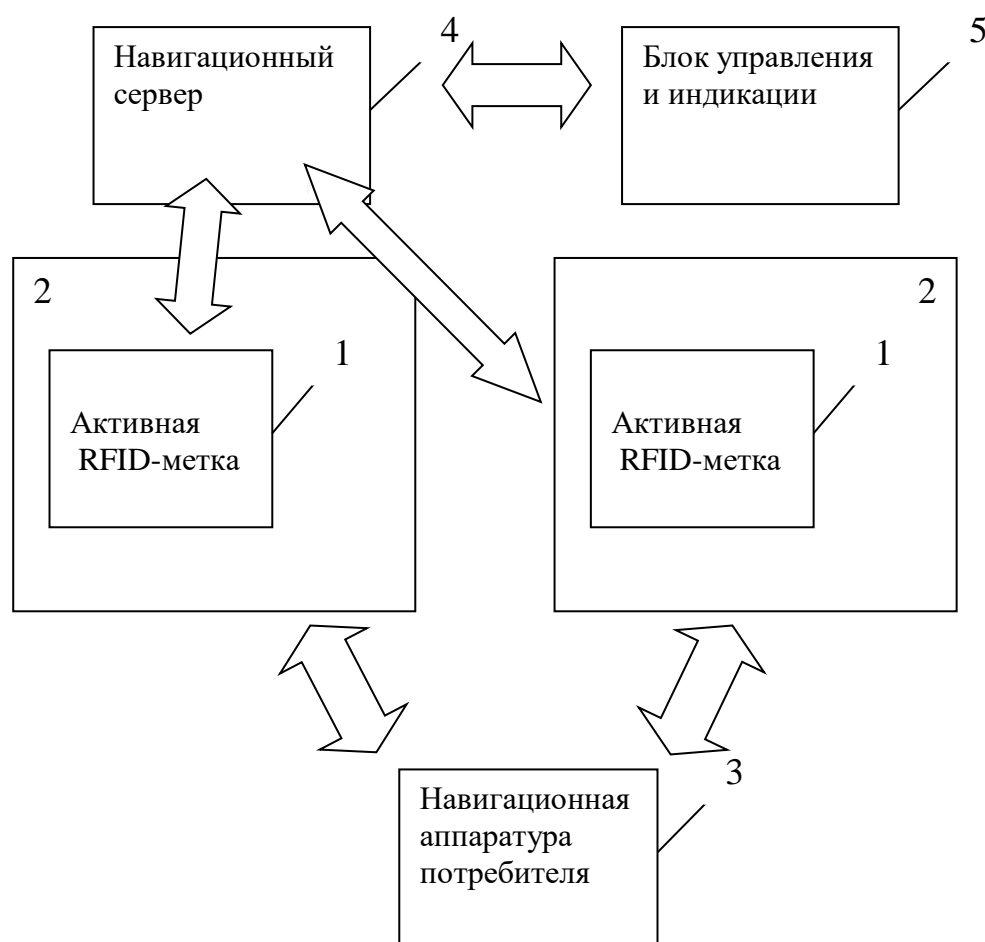 4
5
Навигационный
сервер
Блок управления
и индикации
2
2
1
1
Активная
RFID-метка
Активная
RFID-метка
3
Навигационная
аппаратура
потребителя